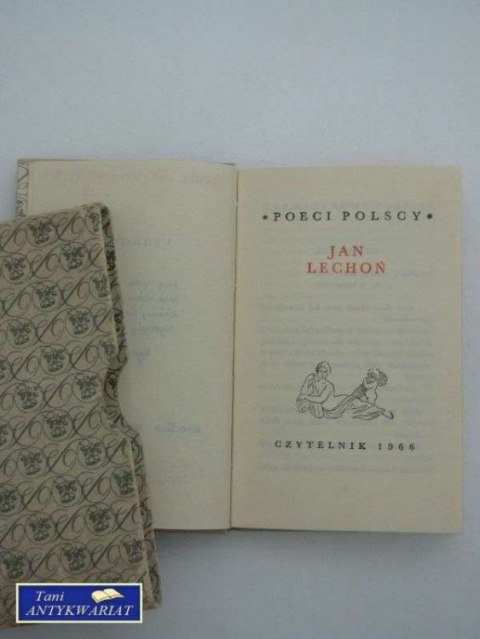 * POECI POLSCY *
JAN
LECHOŃ
CZYTELNIK 1966
Tani
ANTYKWARIAT